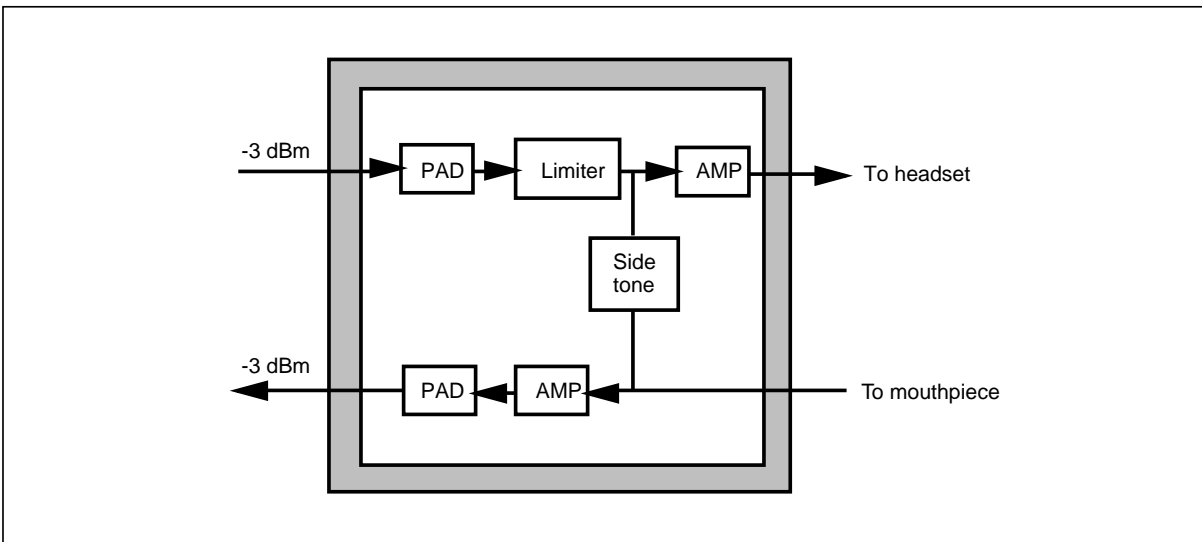 -3 dBm
PAD
Limiter
AMP
To headset
Side
tone
-3 dBm
PAD
AMP
To mouthpiece